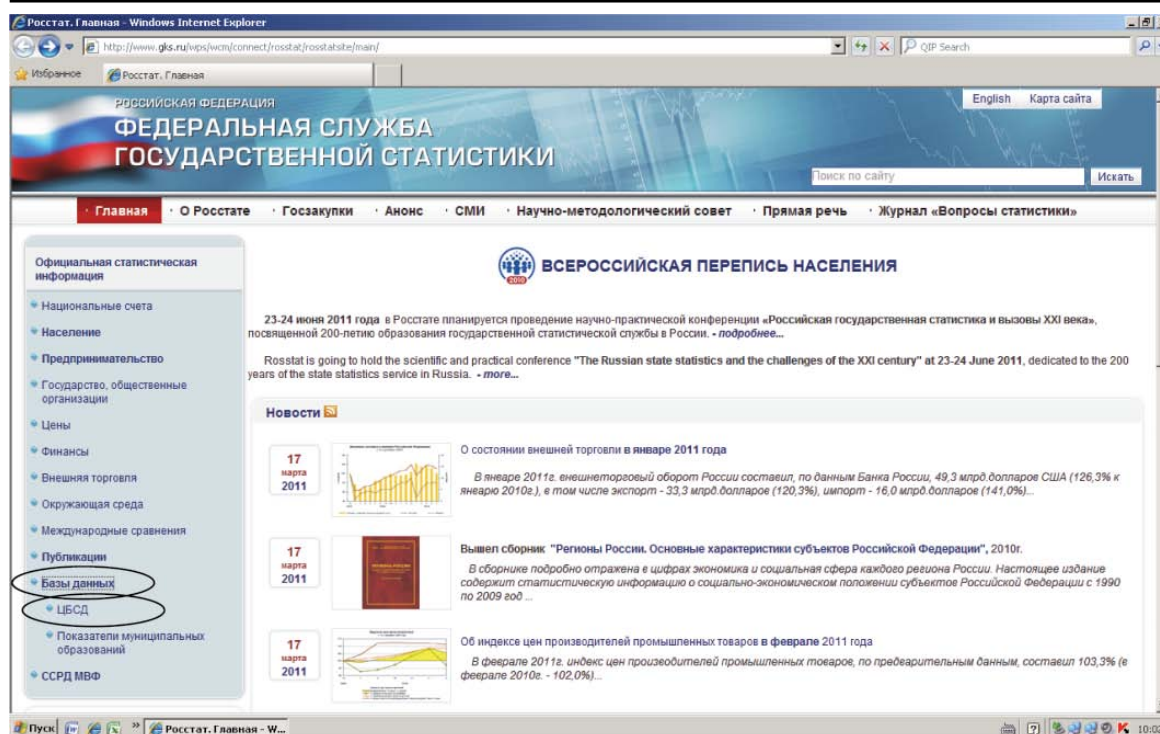 Росстат. Главная - Windows Internet Explorer
http://www.gks.ru/wps/wcm/connect/rosstat/rosstatsite/main/
QIP Search
Избранное
Росстат. Главная
РОССИЙСКАЯ ФЕДЕРАЦИЯ
ФЕДЕРАЛЬНАЯ СЛУЖБА
ГОСУДАРСТВЕННОЙ СТАТИСТИКИ
English Карта сайта
Поиск по сайту Искать
· Главная · О Росстате · Госзакупки · Анонс · СМИ · Научно-методологический совет · Прямая речь · Журнал «Вопросы статистики»
Официальная статистическая
информация
Национальные счета
Население
Предпринимательство
Государство, общественные
организации
Цены
Финансы
Внешняя торговля
Окружающая среда
Международные сравнения
Публикации
Базы данных
ЦБСД
Показатели муниципальных
образований
ССРД МВФ
2010
ВСЕРОССИЙСКАЯ ПЕРЕПИСЬ НАСЕЛЕНИЯ
23-24 июня 2011 года в Росстате планируется проведение научно-практической конференции «Российская государственная статистика и вызовы XXI века»,
посвященной 200-летию образования государственной статистической службы в России. - подробнее...
Rosstat is going to hold the scientific and practical conference "The Russian state statistics and the challenges of the XXI century" at 23-24 June 2011, dedicated to the 200
years of the state statistics service in Russia. - more...
Новости
17
марта
2011
О состоянии внешней торговли в январе 2011 года
В январе 2011г. внешнеторговый оборот России составил, по данным Банка России, 49,3 млрд.долларов США (126,3% к
январю 2010г.), в том числе экспорт - 33,3 млрд.долларов (120,3%), импорт - 16,0 млрд.долларов (141,0%)...
17
марта
2011
Вышел сборник "Регионы России. Основные характеристики субъектов Российской Федерации", 2010г.
В сборнике подробно отражена в цифрах экономика и социальная сфера каждого региона России. Настоящее издание
содержит статистическую информацию о социально-экономическом положении субъектов Российской Федерации с 1990
по 2009 год ...
17
марта
2011
Об индексе цен производителей промышленных товаров в феврале 2011 года
В феврале 2011г. индекс цен производителей промышленных товаров, по предварительным данным, составил 103,3% (в
феврале 2010г. - 102,0%)...
Пуск
Росстат. Главная - W...
10:02